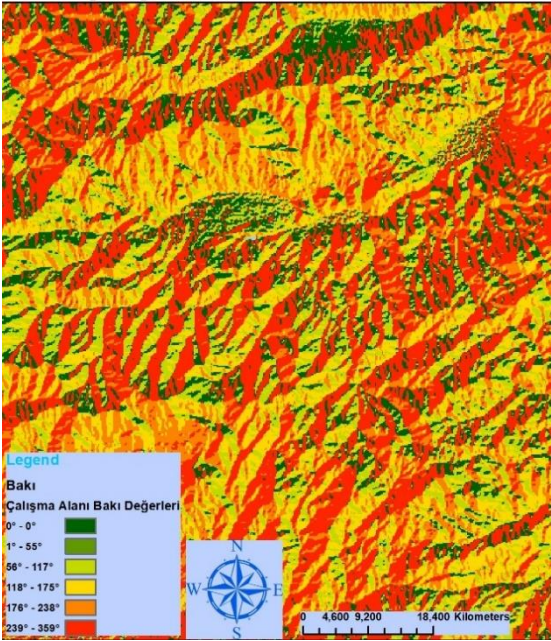 Legend
Bakı
Çalışma Alanı Bakı Değerleri
0° - 0°
1° - 55°
56° - 117°
118° - 175°
176° - 238°
239° - 359°
N
W E
S
0 4,600 9,200 18,400 Kilometers